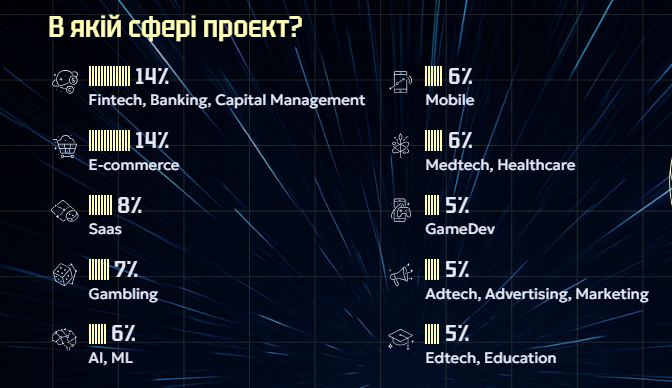 В якій сфері проєкт?
14%
Fintech, Banking, Capital Management
14%
E-commerce
8%
Saas
7%
Gambling
6%
AI, ML
6%
Mobile
6%
Medtech, Healthcare
5%
GameDev
5%
Adtech, Advertising, Marketing
5%
Edtech, Education